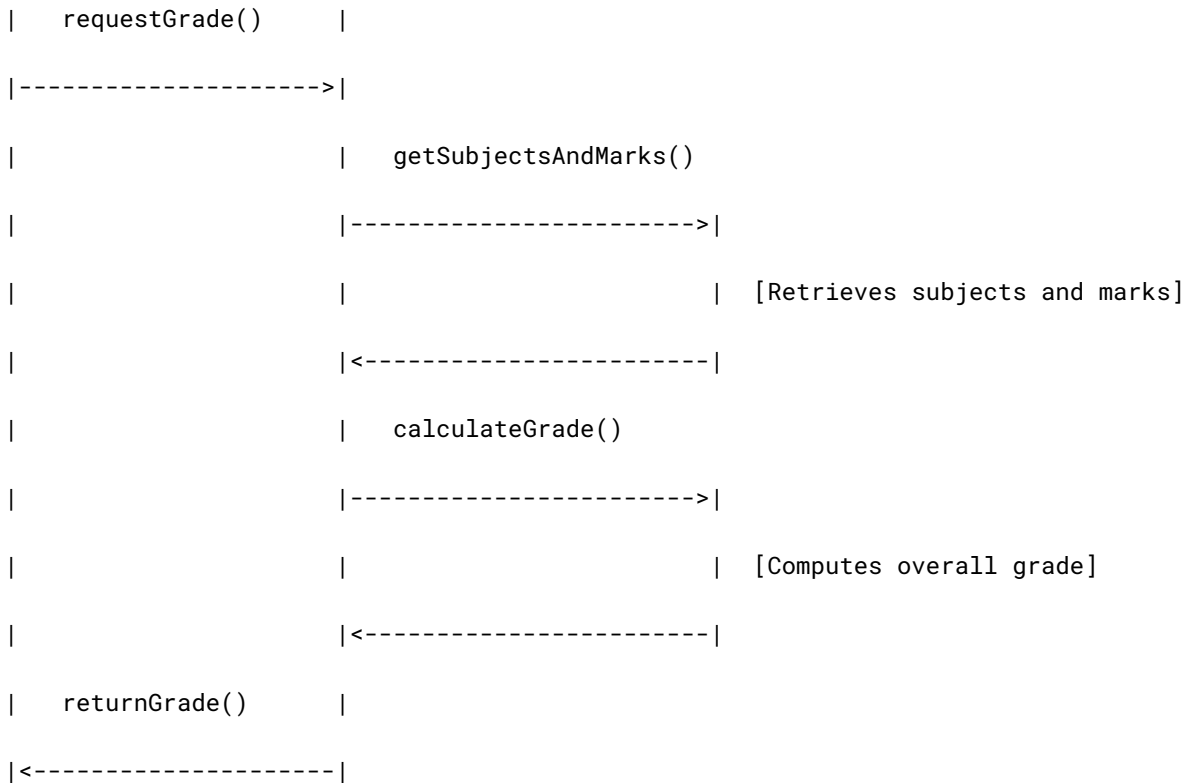 |   requestGrade()     |
|--------------------->|
|                      |   getSubjectsAndMarks()
|                      |------------------------>|
|                      |                         |  [Retrieves subjects and marks]
|                      |<------------------------|
|                      |   calculateGrade()
|                      |------------------------>|
|                      |                         |  [Computes overall grade]
|                      |<------------------------|
|   returnGrade()      |
|<---------------------|